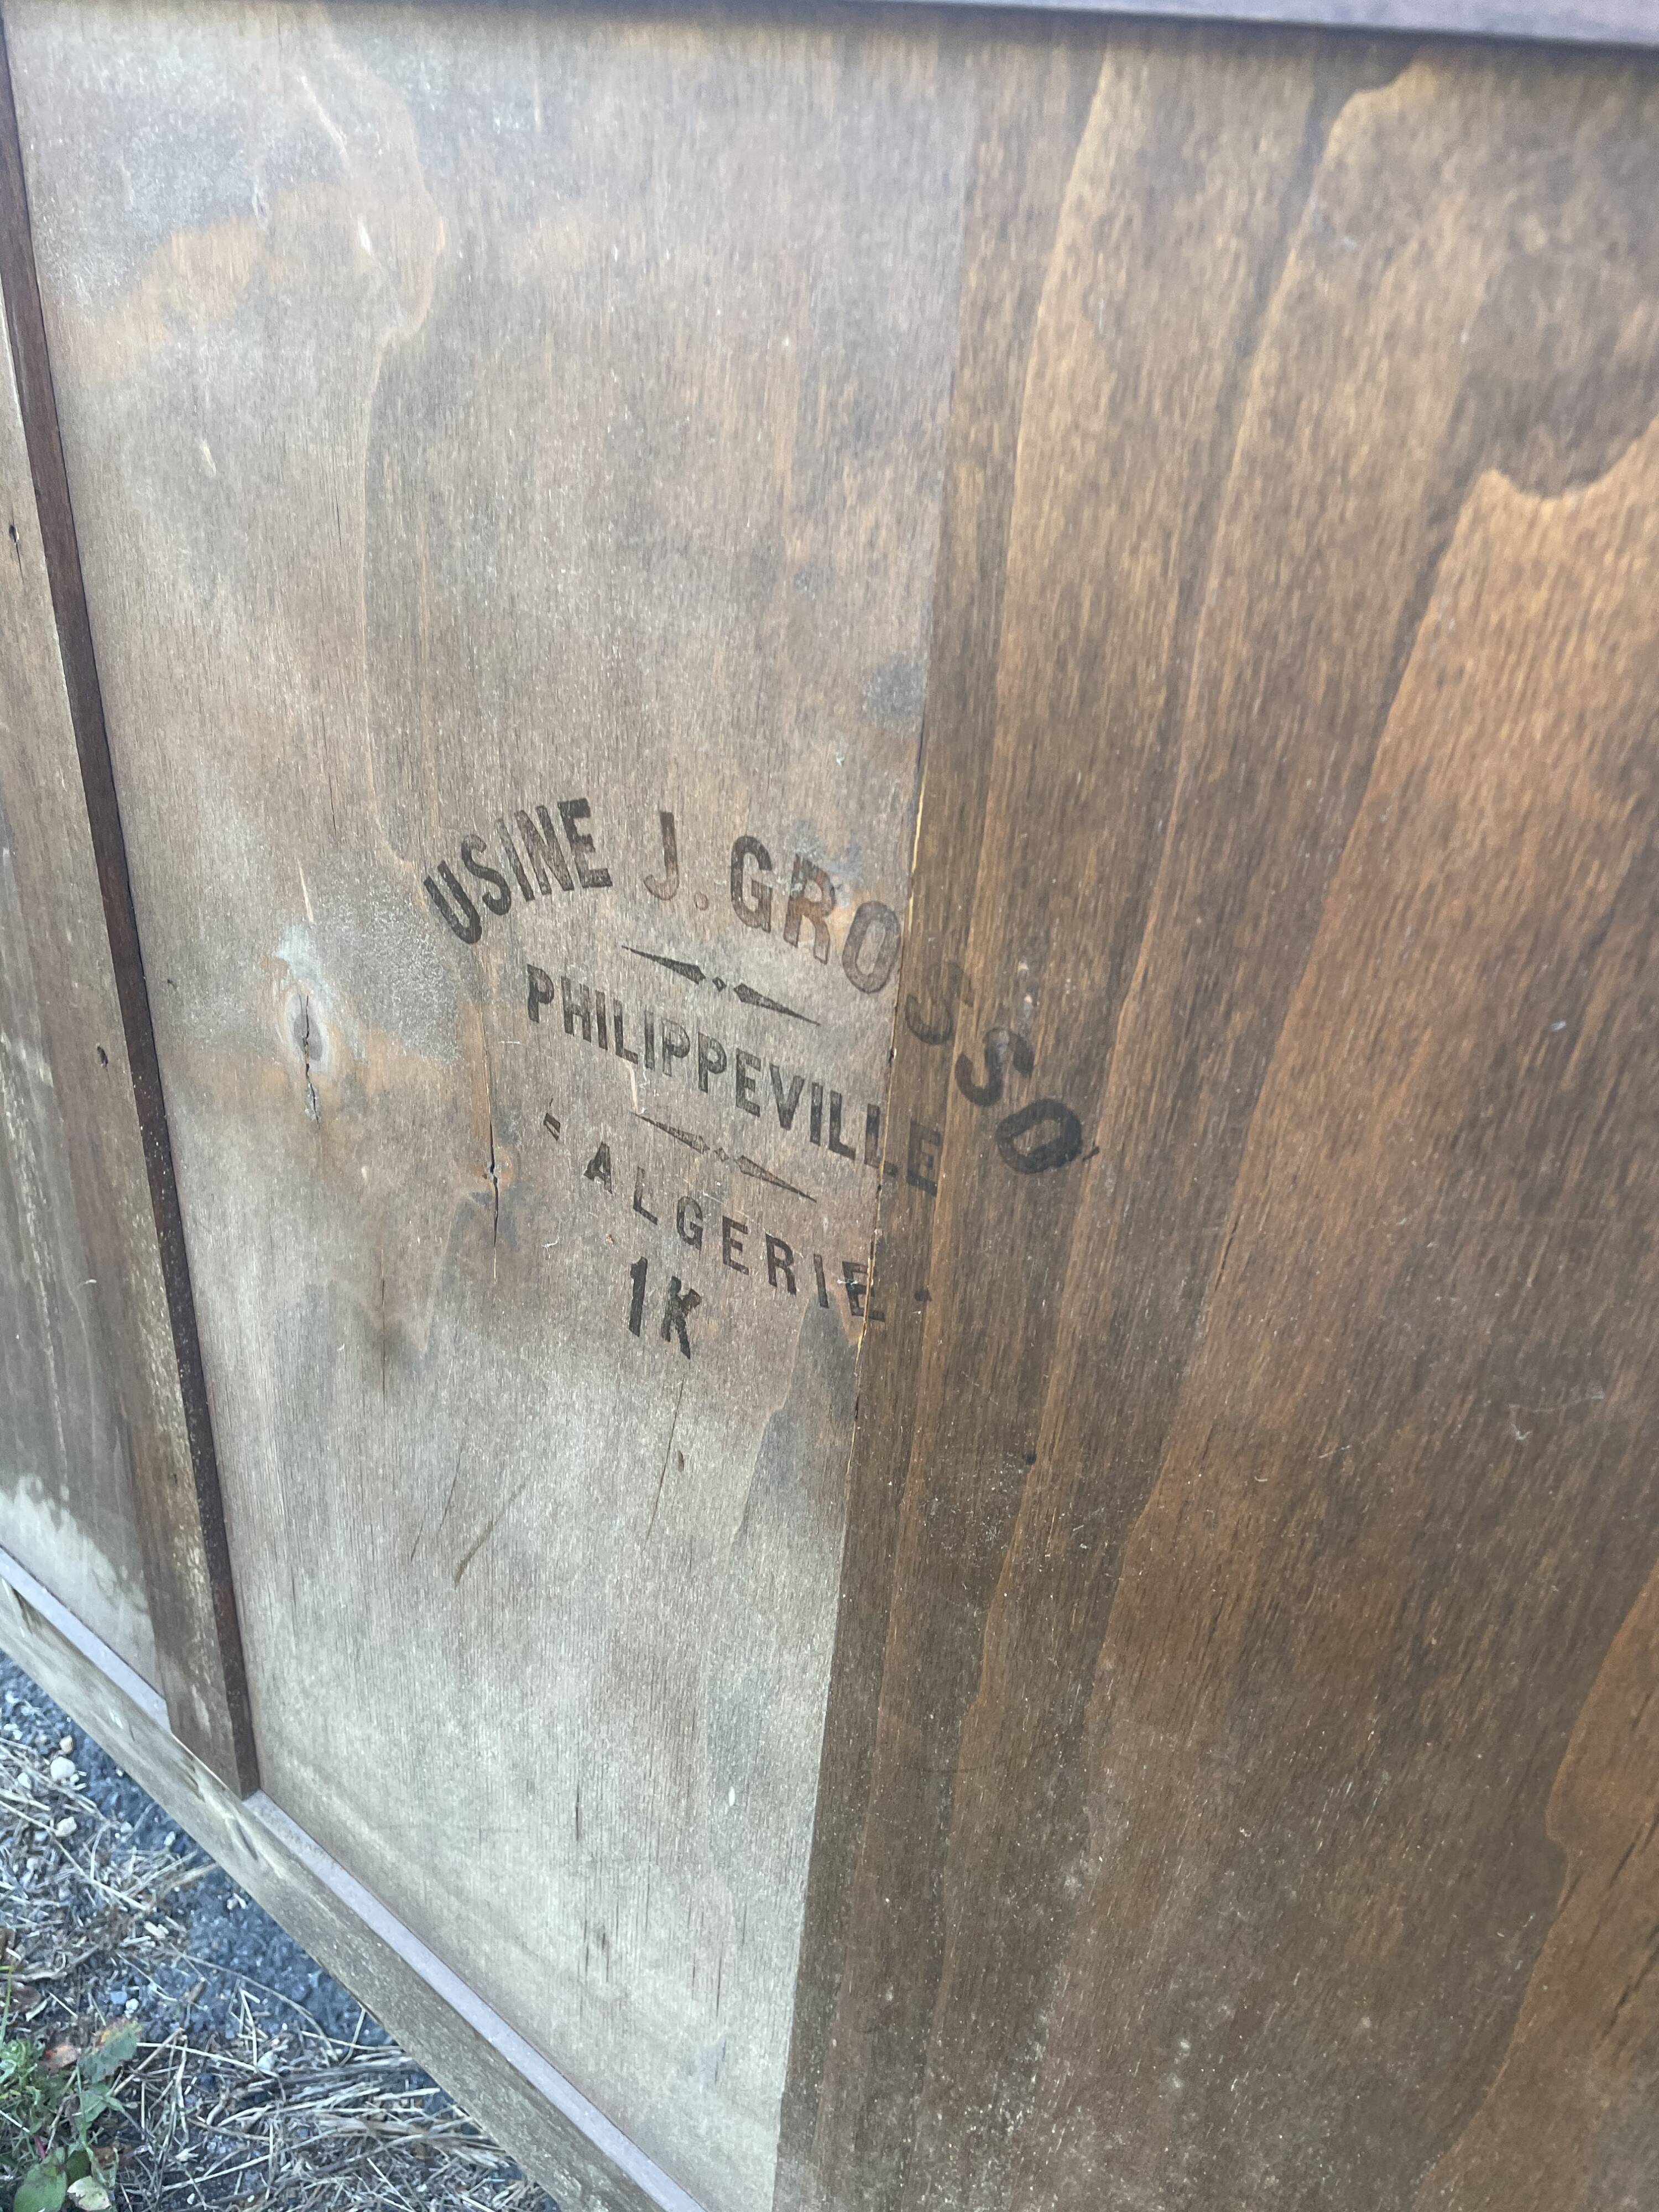 USINE J. GROSSO
PHILIPPEVILLE
- ALGERIE -
1K